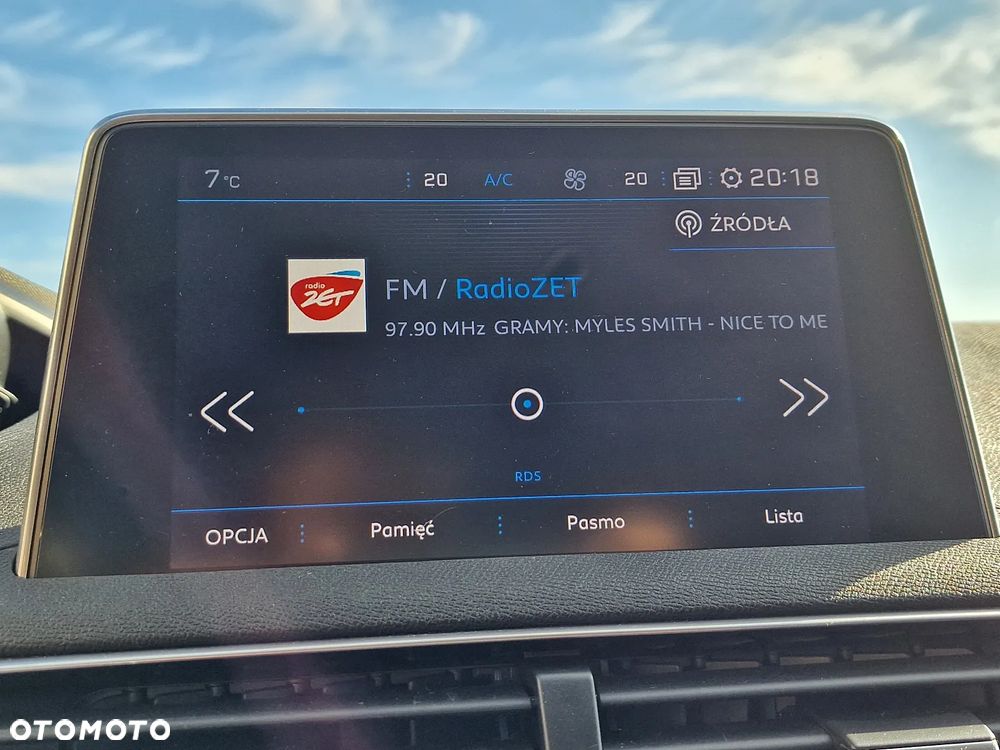 7 °C 20 A/C 20 20:18
ŹRÓDŁA
radio
ZET
FM / RadioZET
97.90 MHz GRAMY: MYLES SMITH - NICE TO ME
RDS
OPCJA Pamięć Pasmo Lista
OTOMOTO